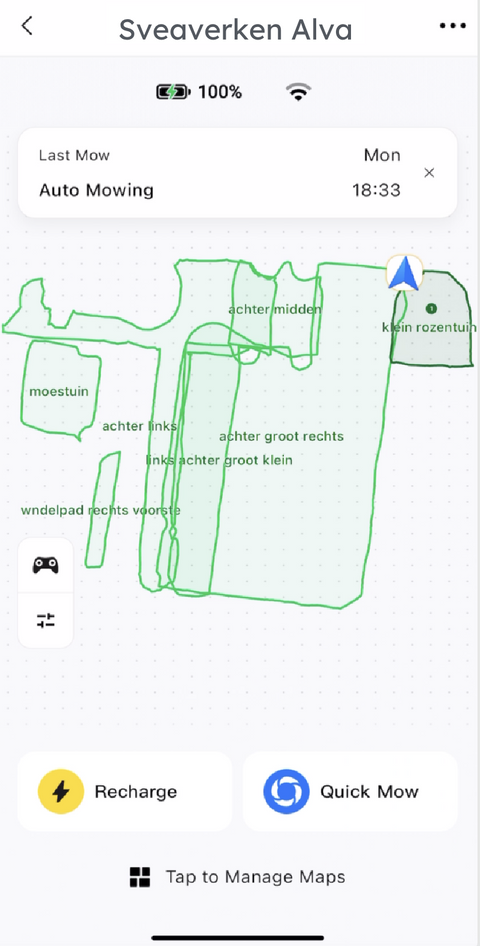 Sveaverken Alva
100%
Last Mow
Mon
Auto Mowing
18:33
achter midden
1
klein rozentuin
moestuin
achter links
achter groot rechts
links achter groot klein
wndelpad rechts voorste
Recharge
Quick Mow
Tap to Manage Maps